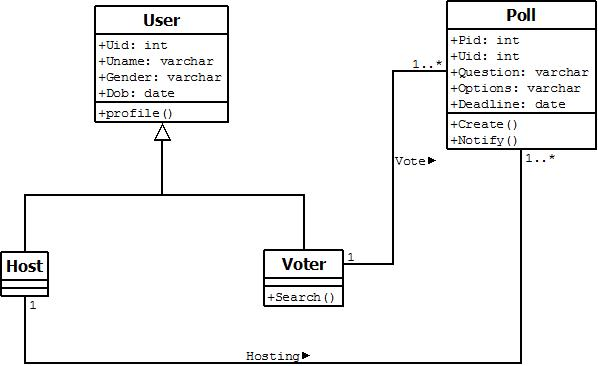 User
+Uid: int
+Uname: varchar
+Gender: varchar
+Dob: date
+profile()
Poll
+Pid: int
+Uid: int
+Question: varchar
+Options: varchar
+Deadline: date
+Create()
+Notify()
1..*
1..*
Vote
Host
1
Voter
+Search()
1
Hosting